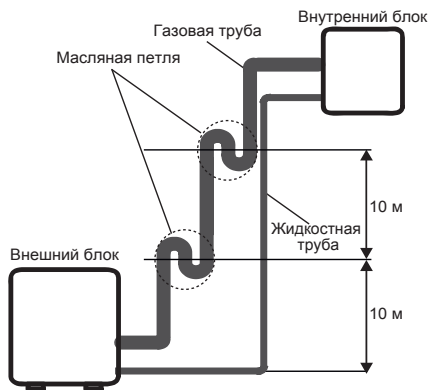 Внутренний блок
Газовая труба
Масляная петля
10 м
Жидкостная
труба
Внешний блок
10 м